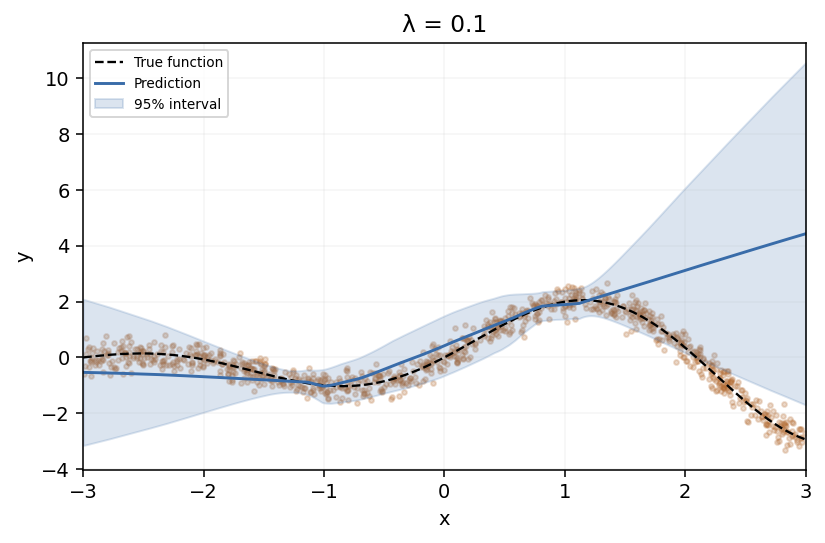 λ = 0.1
True function
Prediction
95% interval
10
8
6
4
2
0
−2
−4
y
−3 −2 −1 0 1 2 3
x